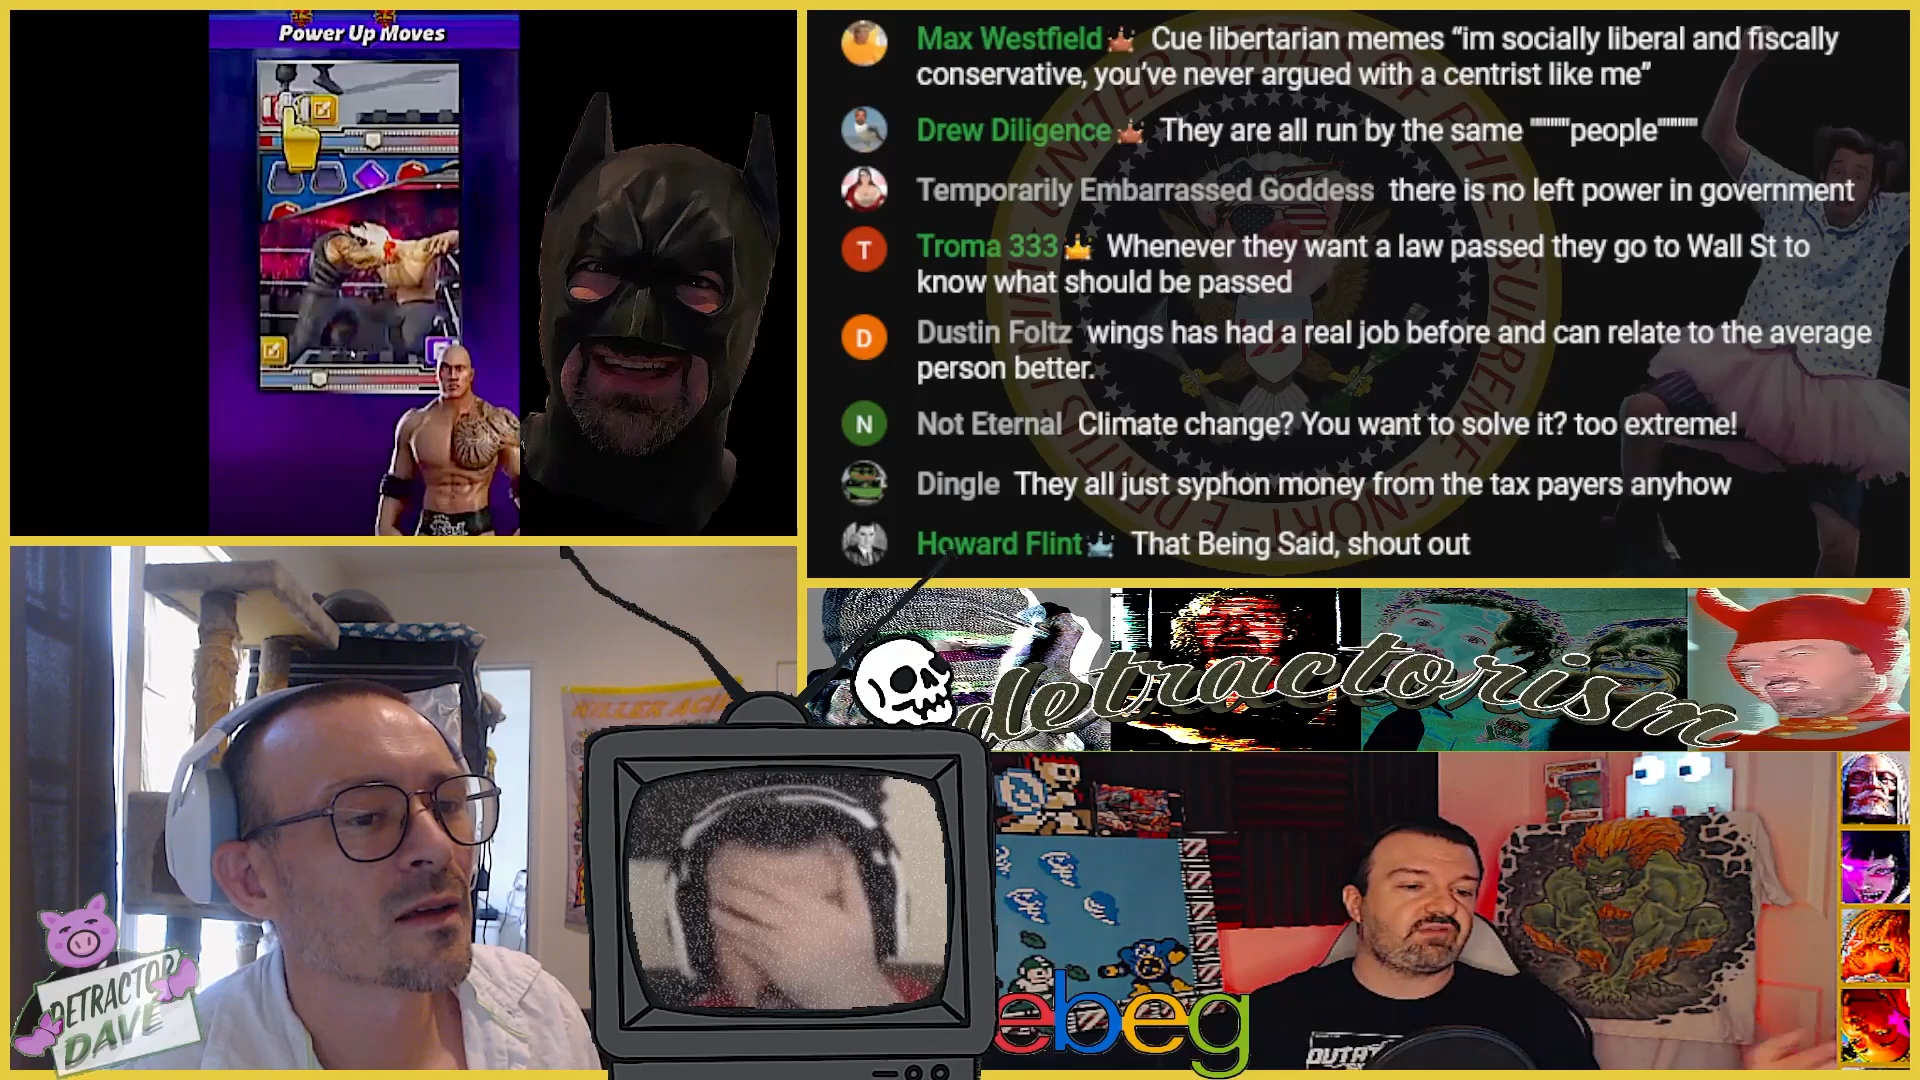 Power Up Moves
Max Westfield Cue libertarian memes “im socially liberal and fiscally
conservative, you’ve never argued with a centrist like me”
Drew Diligence They are all run by the same """""people""""""
Temporarily Embarrassed Goddess there is no left power in government
T Troma 333 Whenever they want a law passed they go to Wall St to
know what should be passed
D Dustin Foltz wings has had a real job before and can relate to the average
person better.
N Not Eternal Climate change? You want to solve it? too extreme!
Dingle They all just syphon money from the tax payers anyhow
Howard Flint That Being Said, shout out
detractorism
KILLER ACID
DETRACTOR
DAVE
ebeg